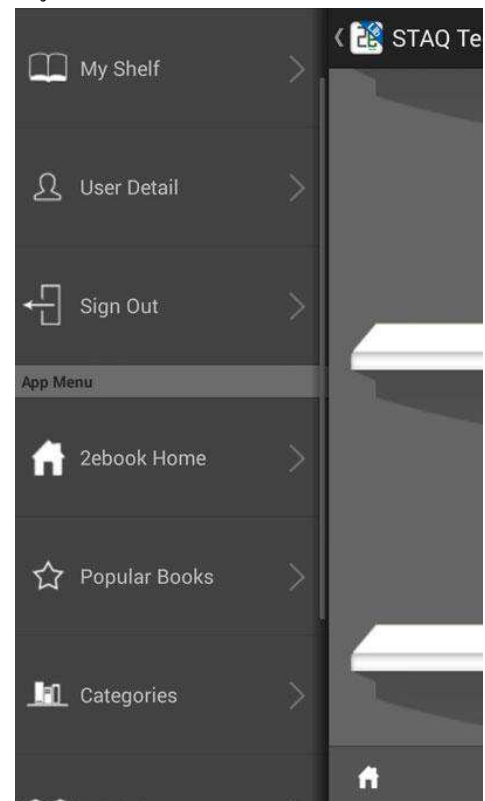 My Shelf
STAQ Te
User Detail
Sign Out
App Menu
2ebook Home
Popular Books
Categories